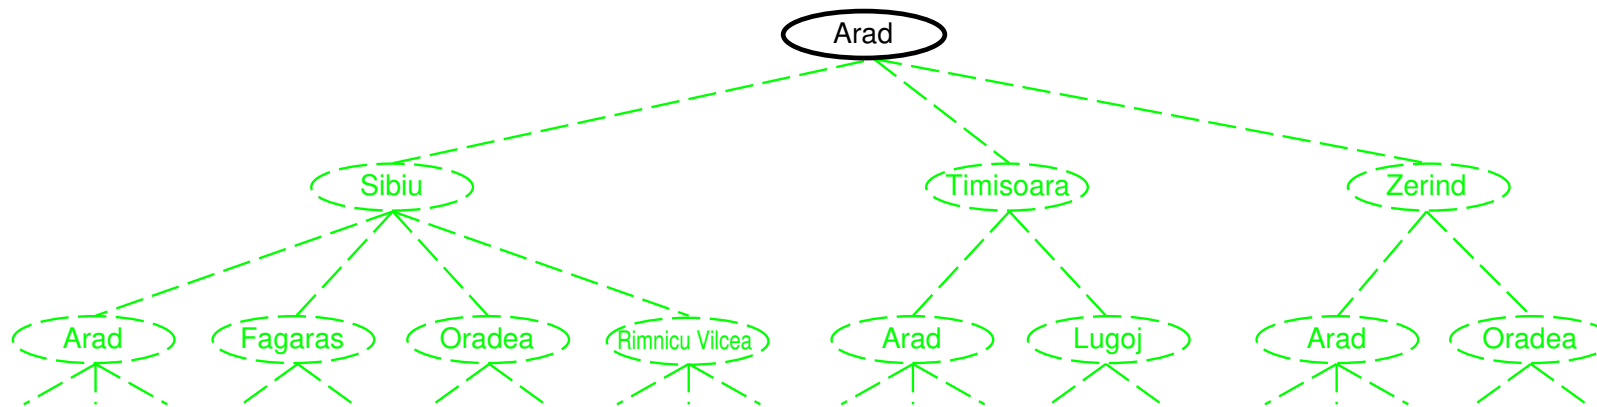 Arad
Sibiu
Timisoara
Zerind
Arad
Fagaras
Oradea
Rimnicu Vilcea
Arad
Lugoj
Arad
Oradea